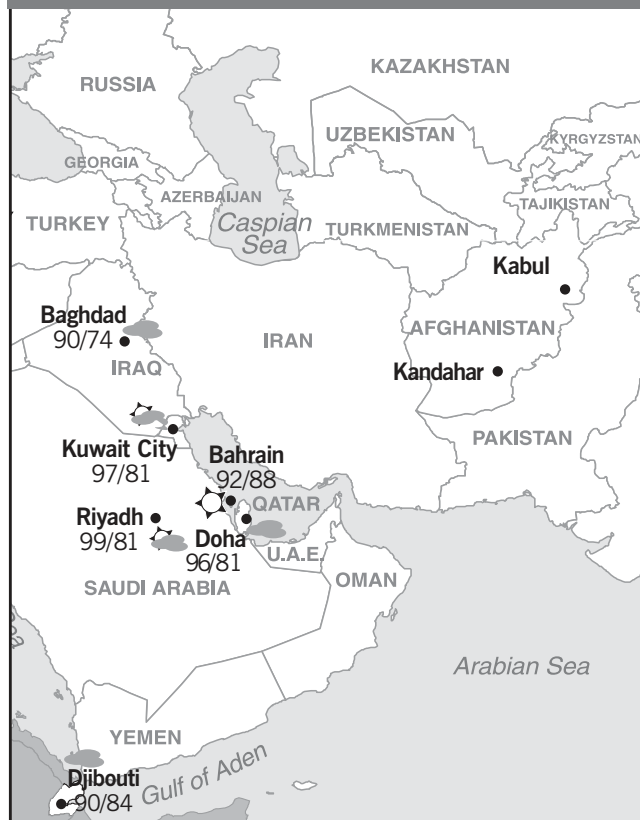 KAZAKHSTAN
RUSSIA
UZBEKISTAN
KYRGYZSTAN
GEORGIA
AZERBAIJAN
TAJIKISTAN
TURKEY
Caspian
Sea
TURKMENISTAN
Kabul
Baghdad
90/74
IRAN
AFGHANISTAN
IRAQ
Kandahar
Kuwait City
97/81
PAKISTAN
Bahrain
92/88
QATAR
Riyadh
99/81
Doha
96/81
U.A.E.
OMAN
SAUDI ARABIA
Arabian Sea
YEMEN
Djibouti
90/84
Gulf of Aden